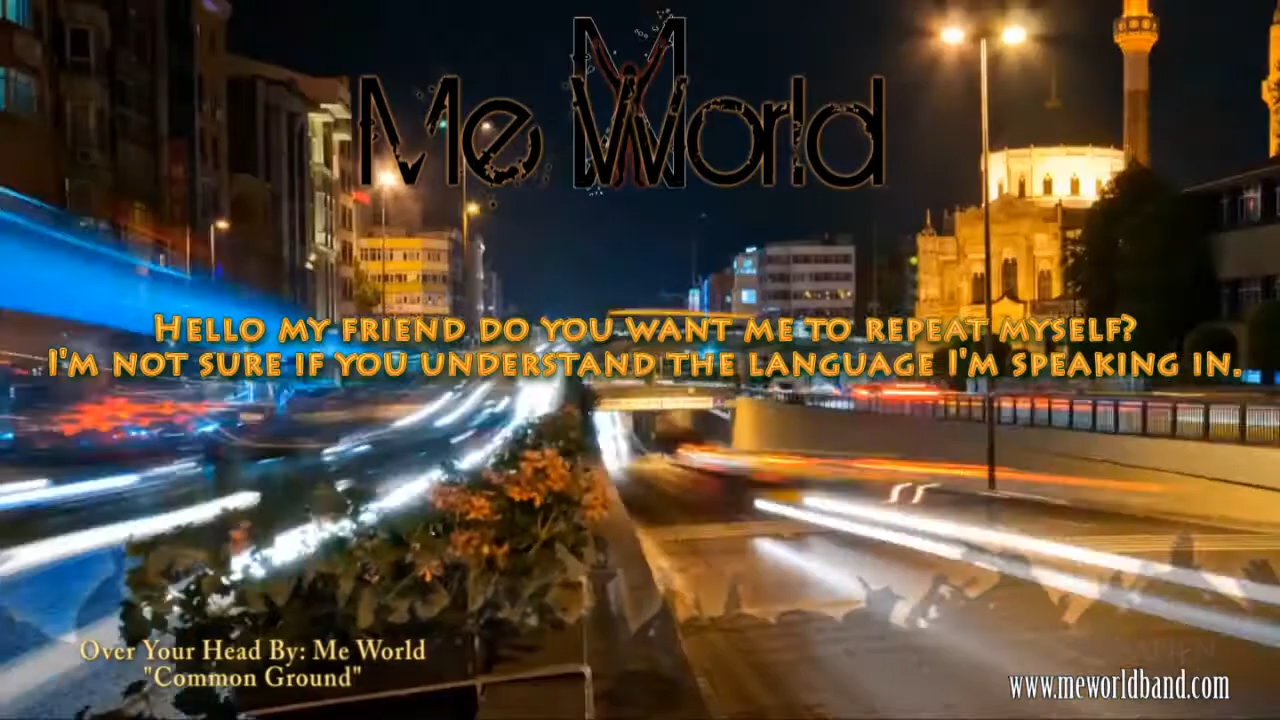 Me World
Hello my friend do you want me to repeat myself?
I'm not sure if you understand the language I'm speaking in.
Over Your Head By: Me World
"Common Ground"
www.meworldband.com